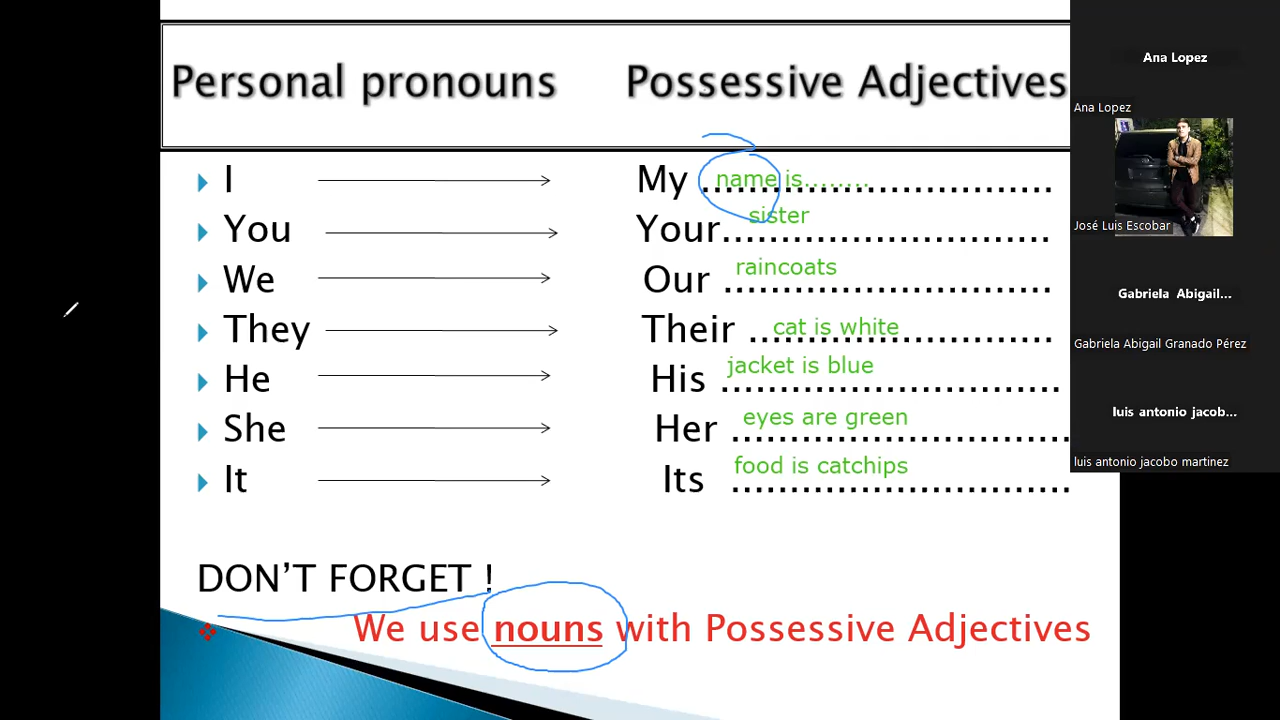 Personal pronouns Possessive Adjectives
I My name is........
You Your sister
We Our raincoats
They Their cat is white
He His jacket is blue
She Her eyes are green
It Its food is catchips
DON’T FORGET !
We use nouns with Possessive Adjectives
Ana Lopez
Ana Lopez
José Luis Escobar
Gabriela Abigail...
Gabriela Abigail Granado Pérez
luis antonio jacob...
luis antonio jacobo martinez